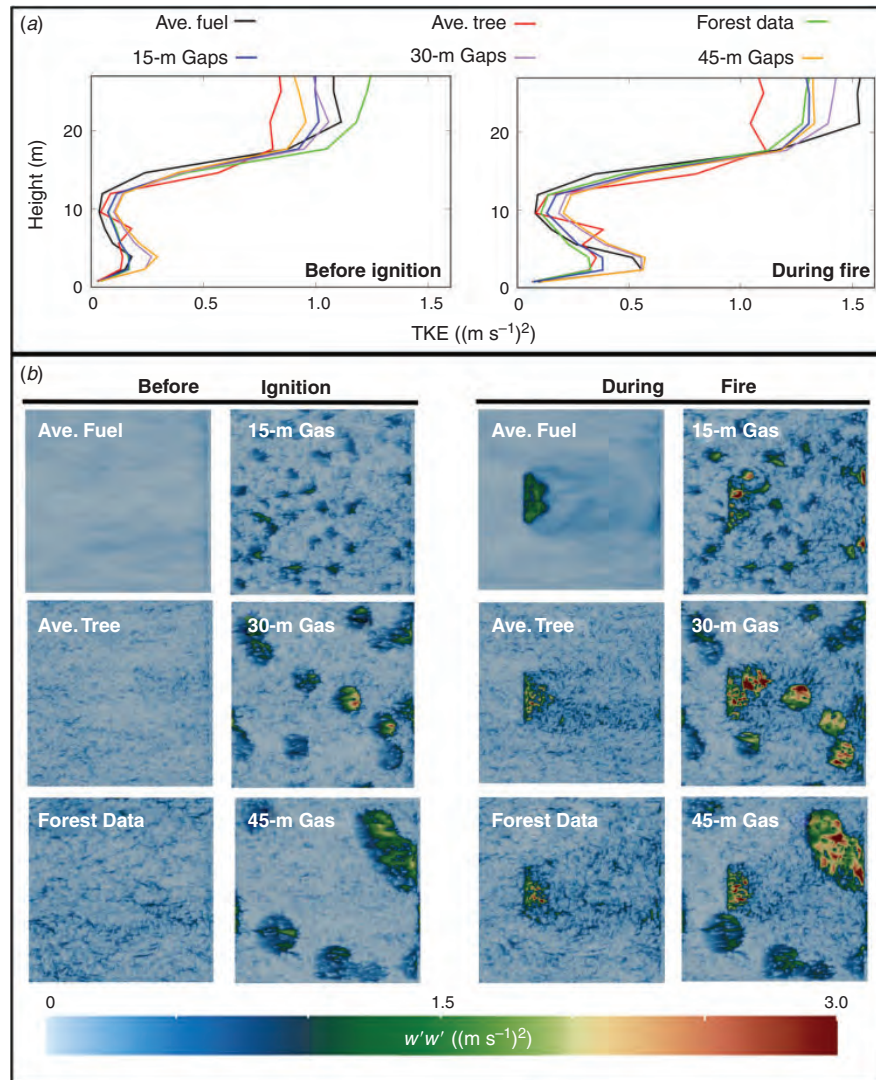 (a)
Ave. fuel Ave. tree Forest data
15-m Gaps 30-m Gaps 45-m Gaps
Height (m)
20
10
0
Before ignition
0 0.5 1.0 1.5
20
10
0
During fire
0 0.5 1.0 1.5
TKE ((m s⁻¹)²)
(b)
Before Ignition During Fire
Ave. Fuel 15-m Gas Ave. Fuel 15-m Gas
Ave. Tree 30-m Gas Ave. Tree 30-m Gas
Forest Data 45-m Gas Forest Data 45-m Gas
0 1.5 3.0
w'w' ((m s⁻¹)²)